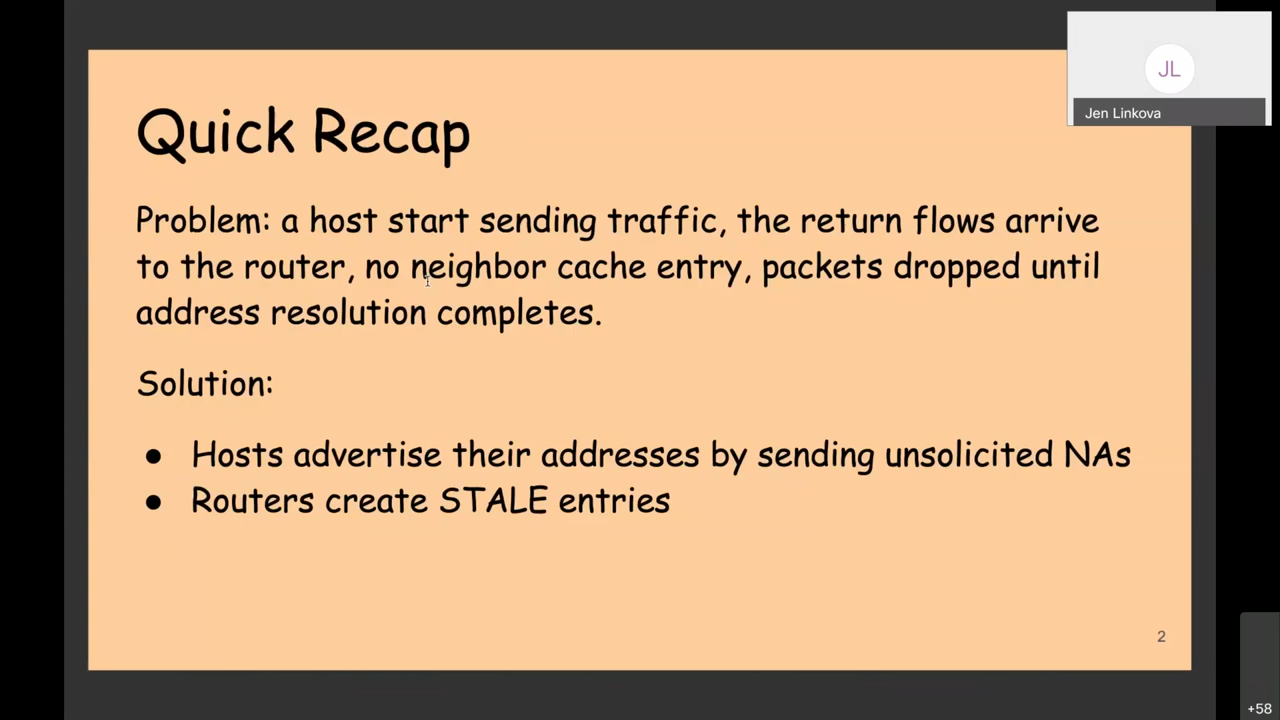 JL
Jen Linkova
Quick Recap
Problem: a host start sending traffic, the return flows arrive
to the router, no neighbor cache entry, packets dropped until
address resolution completes.
Solution:
● Hosts advertise their addresses by sending unsolicited NAs
● Routers create STALE entries
2
+58